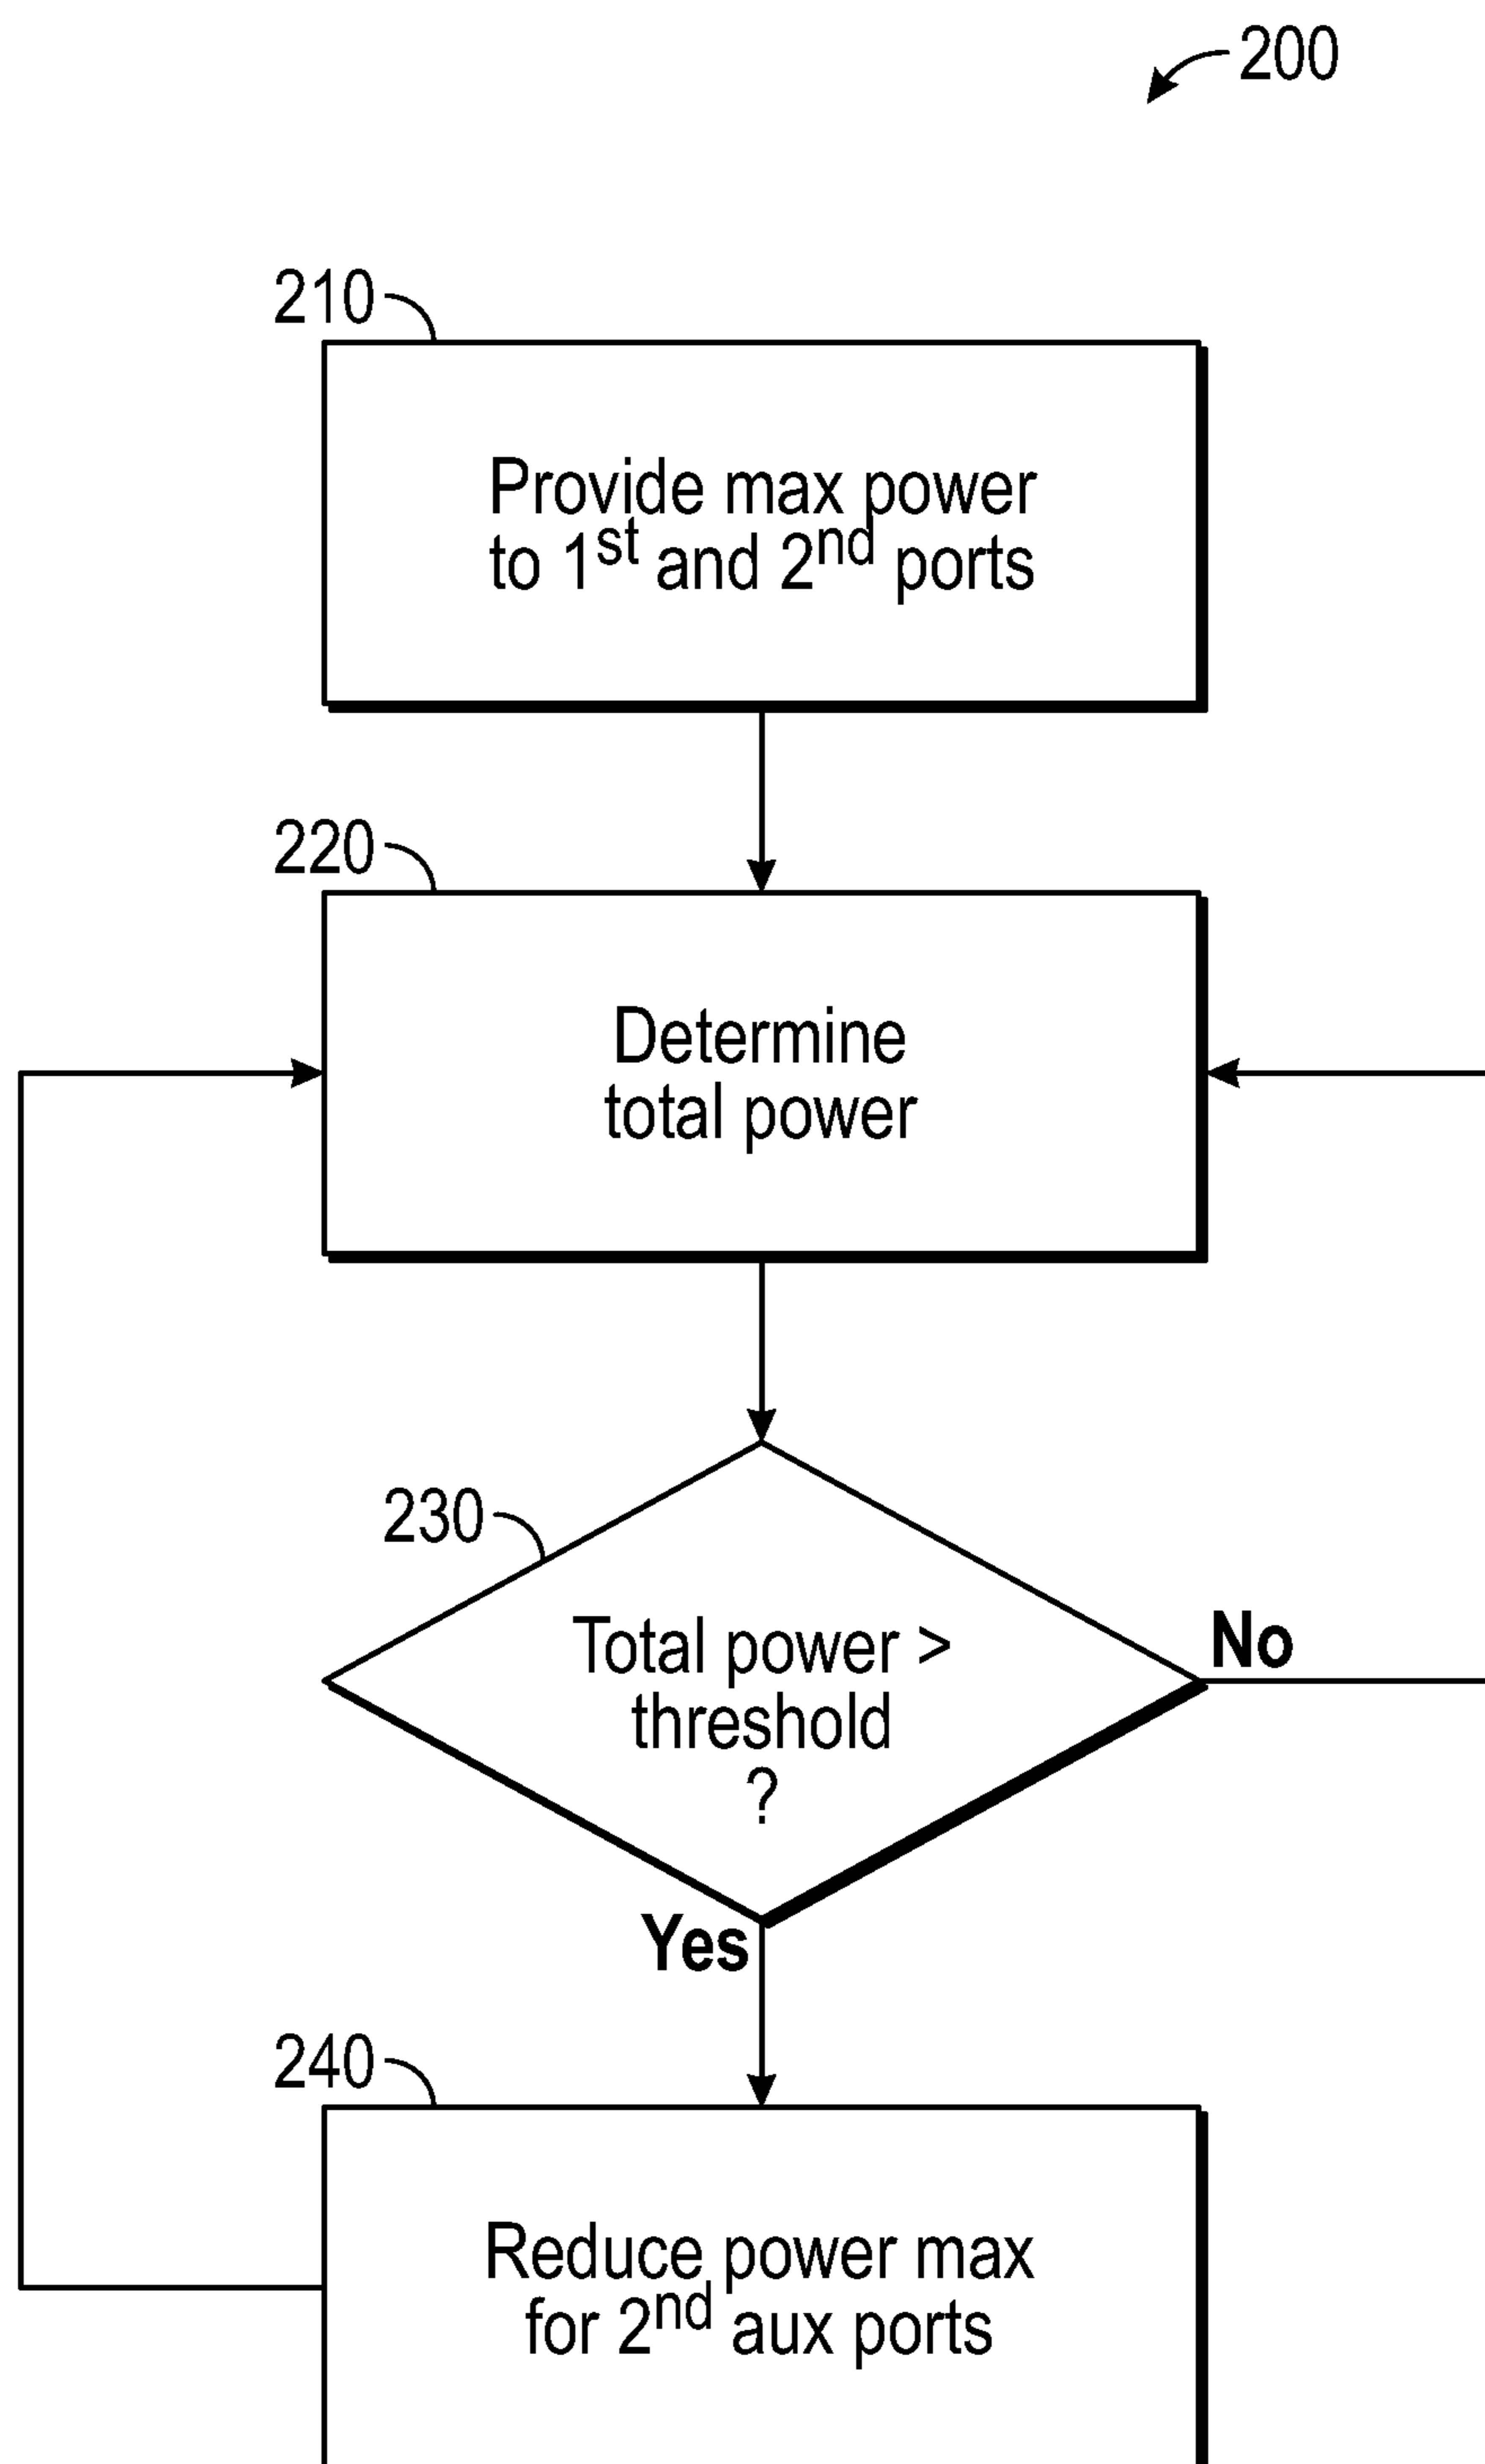 200
210
Provide max power
to 1st and 2nd ports
220
Determine
total power
230
Total power >
threshold
?
No
Yes
240
Reduce power max
for 2nd aux ports